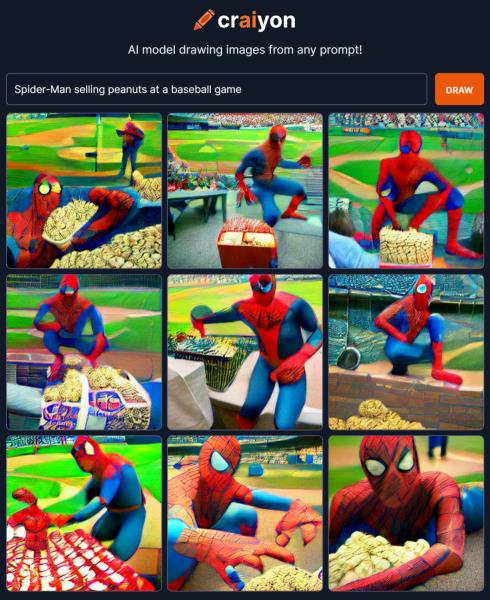 craiyon
AI model drawing images from any prompt!
Spider-Man selling peanuts at a baseball game
DRAW